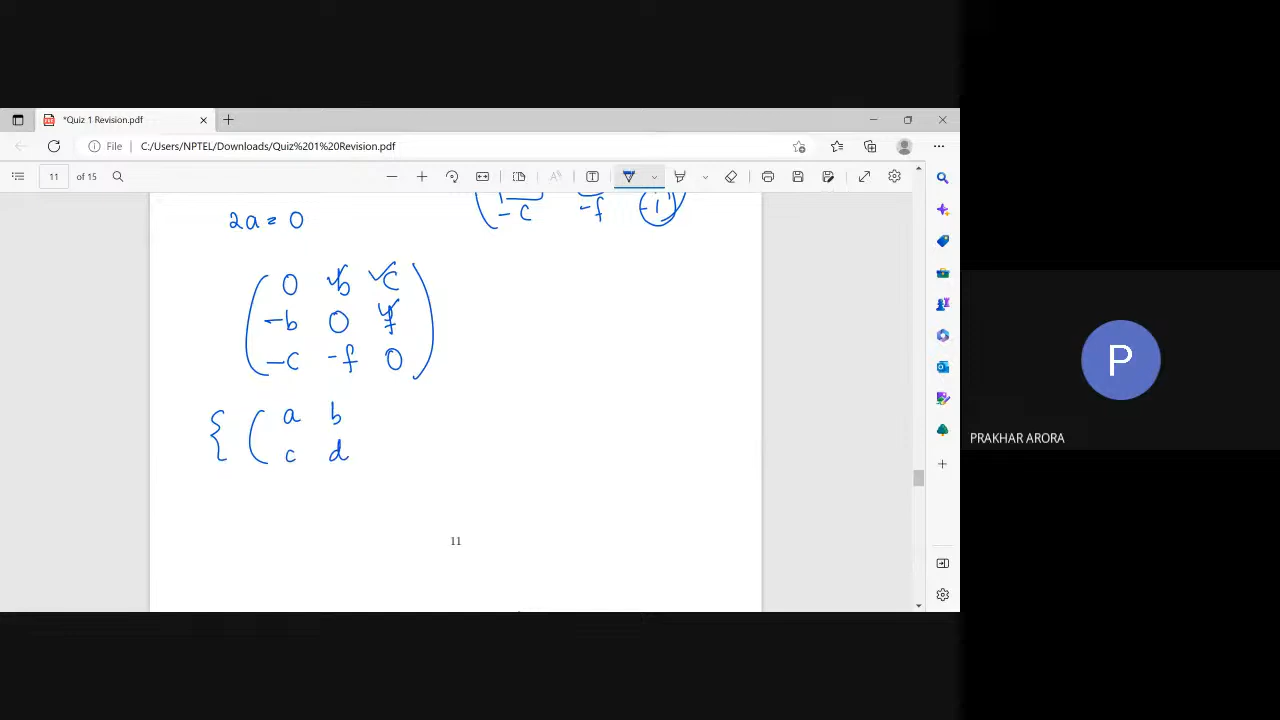 *Quiz 1 Revision.pdf
File C:/Users/NPTEL/Downloads/Quiz%201%20Revision.pdf
11 of 15
-c -f -i
2a = 0
0 b c
-b 0 f
-c -f 0
{ ( a b
c d
11
P
PRAKHAR ARORA